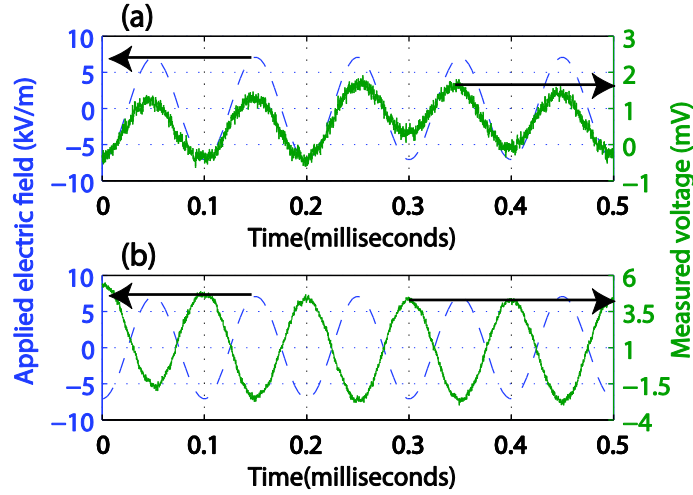 (a)
Applied electric field (kV/m)
10
5
0
−5
−10
3
2
1
0
−1
Measured voltage (mV)
0 0.1 0.2 0.3 0.4 0.5
Time(milliseconds)
(b)
10
5
0
−5
−10
6
3.5
1
−1.5
−4
0 0.1 0.2 0.3 0.4 0.5
Time(milliseconds)